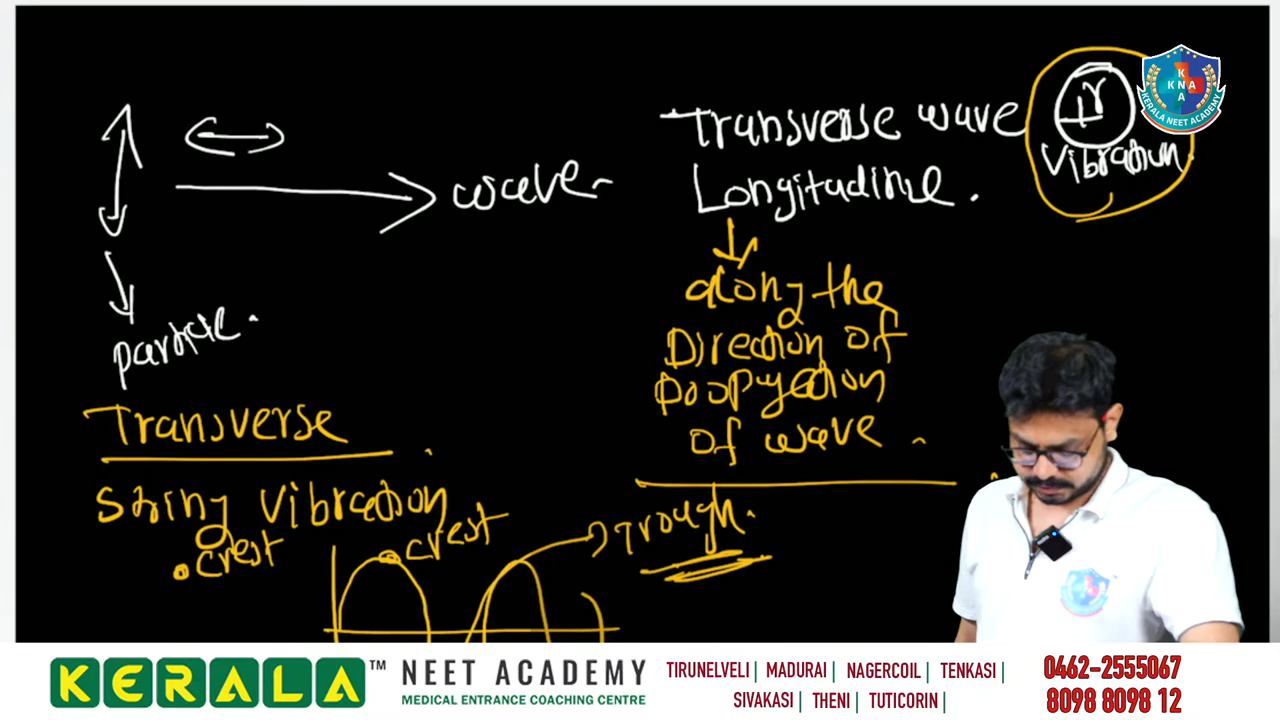 Transverse wave
Longitudinal.
⊥r
Vibration.
KNA
KERALA NEET ACADEMY
wave
particle.
along the
Direction of
of wave.
Transverse
String Vibration
• crest
crest
Trough.
KERALA™ NEET ACADEMY
MEDICAL ENTRANCE COACHING CENTRE
TIRUNELVELI | MADURAI | NAGERCOIL | TENKASI |
SIVAKASI | THENI | TUTICORIN |
0462-2555067
8098 8098 12